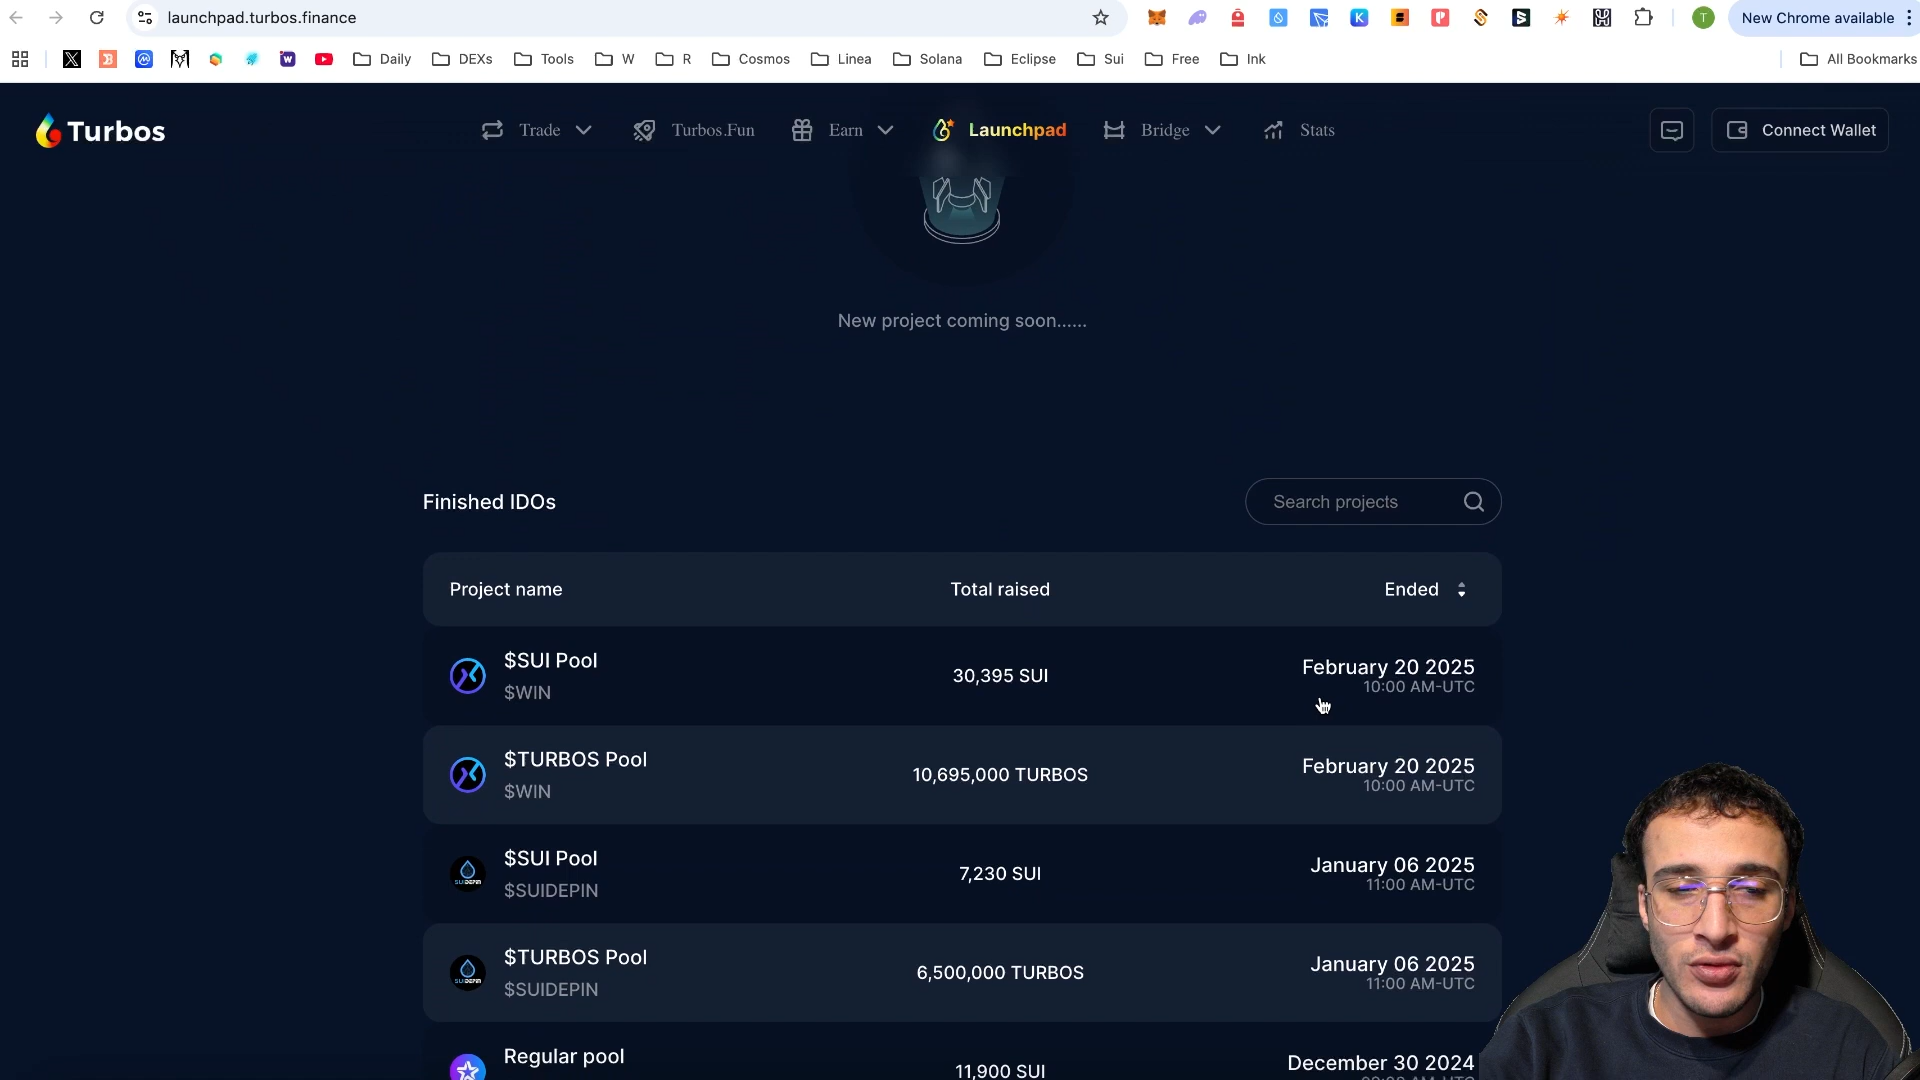 launchpad.turbos.finance
New Chrome available
Daily
DEXs
Tools
W
R
Cosmos
Linea
Solana
Eclipse
Sui
Free
Ink
All Bookmarks
Turbos
Trade
Turbos.Fun
Earn
Launchpad
Bridge
Stats
Connect Wallet
New project coming soon......
Finished IDOs
Search projects
Project name
Total raised
Ended
$SUI Pool
$WIN
30,395 SUI
February 20 2025
10:00 AM-UTC
$TURBOS Pool
$WIN
10,695,000 TURBOS
February 20 2025
10:00 AM-UTC
$SUI Pool
$SUIDEPIN
7,230 SUI
January 06 2025
11:00 AM-UTC
$TURBOS Pool
$SUIDEPIN
6,500,000 TURBOS
January 06 2025
11:00 AM-UTC
Regular pool
11,900 SUI
December 30 2024